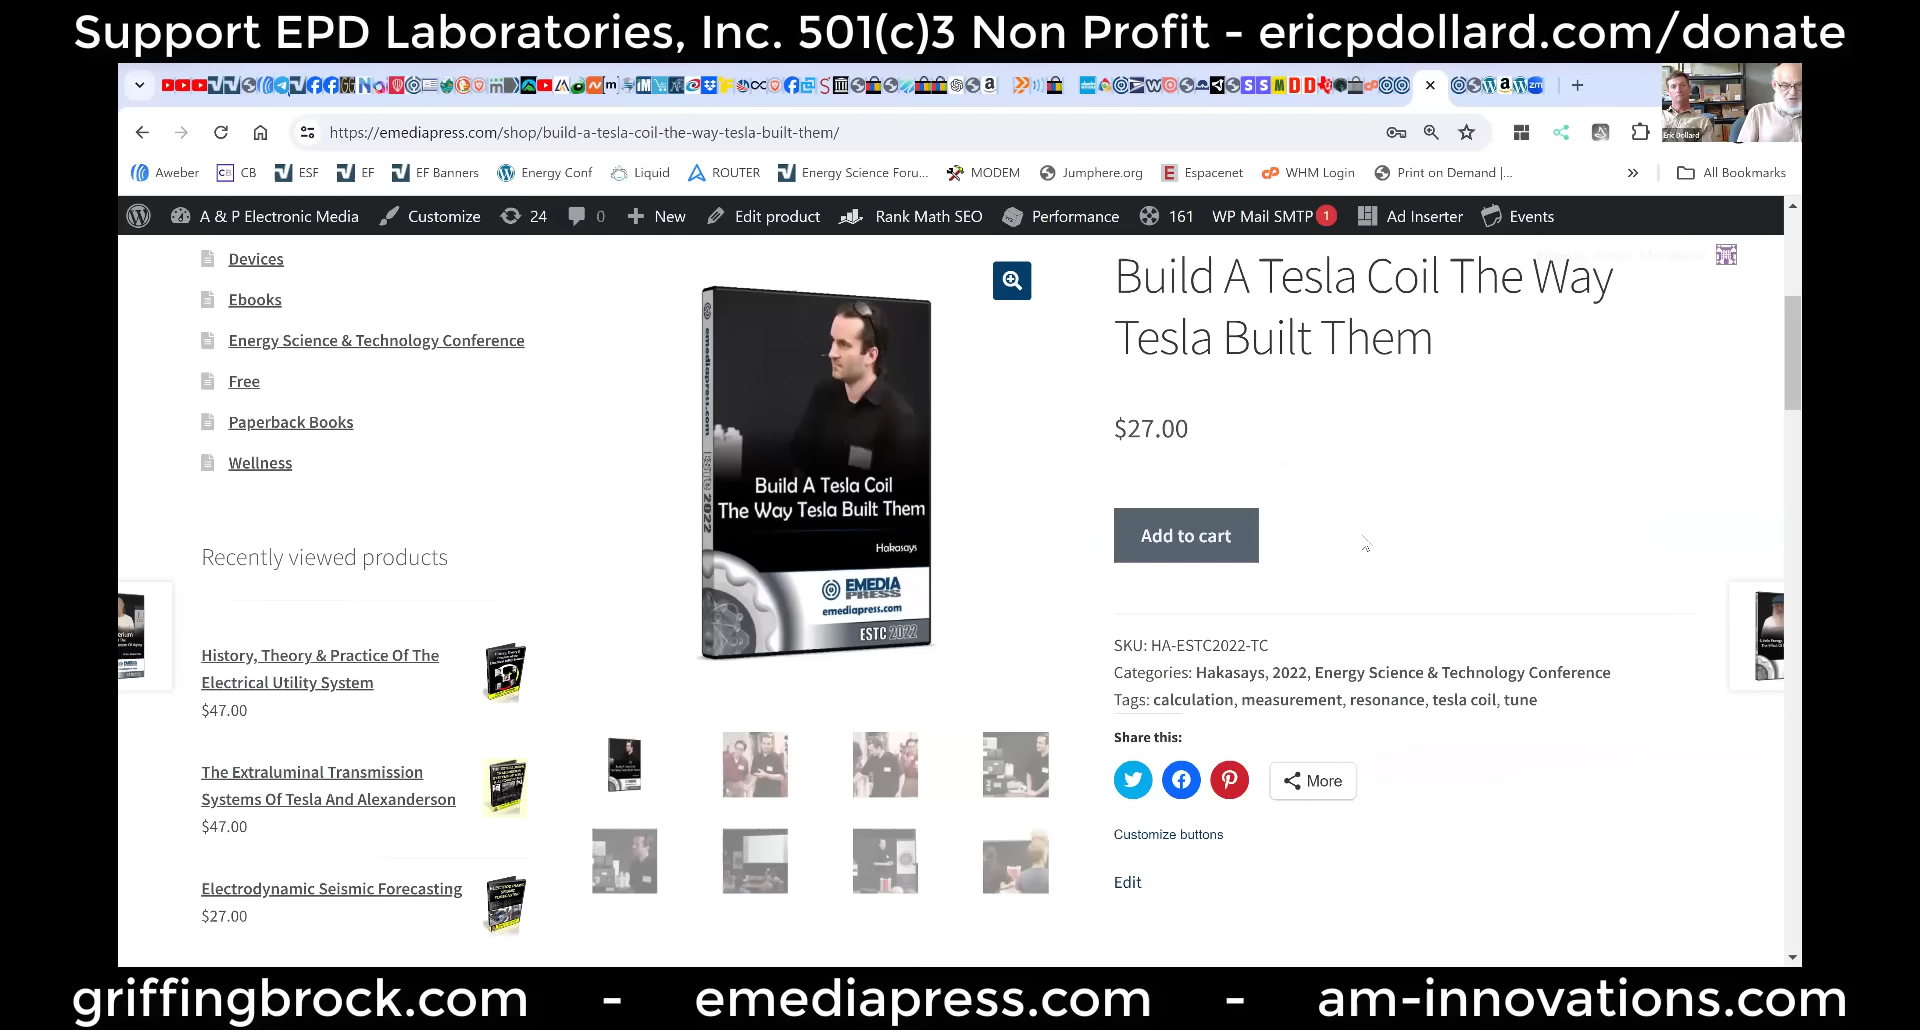 Support EPD Laboratories, Inc. 501(c)3 Non Profit - ericpdollard.com/donate
Eric Dollard
https://emediapress.com/shop/build-a-tesla-coil-the-way-tesla-built-them/
Aweber CB ESF EF EF Banners Energy Conf Liquid ROUTER Energy Science Foru... MODEM Jumphere.org Espacenet WHM Login Print on Demand |... » All Bookmarks
A & P Electronic Media Customize 24 0 New Edit product Rank Math SEO Performance 161 WP Mail SMTP 1 Ad Inserter Events
Devices
Ebooks
Energy Science & Technology Conference
Free
Paperback Books
Wellness
Recently viewed products
History, Theory & Practice Of The
Electrical Utility System
$47.00
The Extraluminal Transmission
Systems Of Tesla And Alexanderson
$47.00
Electrodynamic Seismic Forecasting
$27.00
emediapress.com ESTC 2022
Build A Tesla Coil
The Way Tesla Built Them
Hakasays
EMEDIA
PRESS
emediapress.com
ESTC 2022
Build A Tesla Coil The Way
Tesla Built Them
$27.00
Add to cart
SKU: HA-ESTC2022-TC
Categories: Hakasays, 2022, Energy Science & Technology Conference
Tags: calculation, measurement, resonance, tesla coil, tune
Share this:
More
Customize buttons
Edit
griffingbrock.com - emediapress.com - am-innovations.com